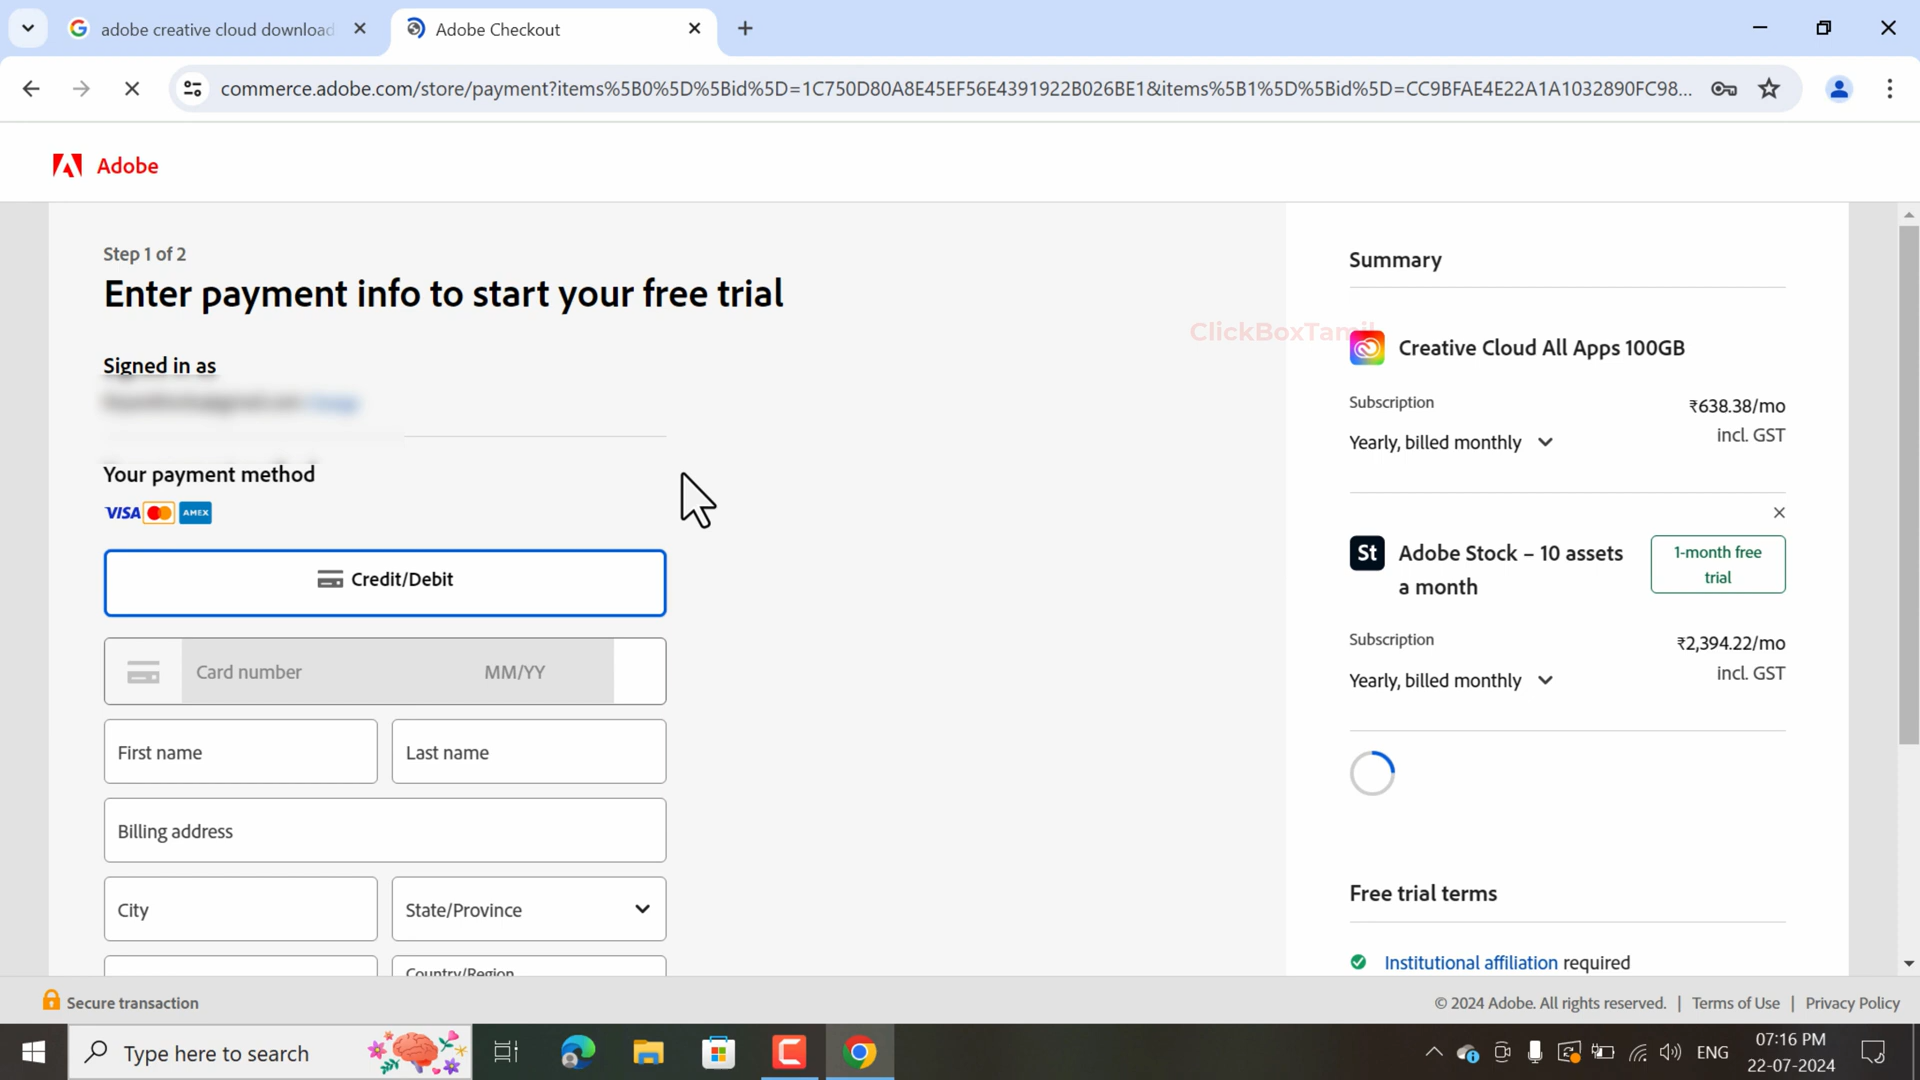 adobe creative cloud download
Adobe Checkout
commerce.adobe.com/store/payment?items%5B0%5D%5Bid%5D=1C750D80A8E45EF56E4391922B026BE1&items%5B1%5D%5Bid%5D=CC9BFAE4E22A1A1032890FC98...
Adobe
Step 1 of 2
Enter payment info to start your free trial
Signed in as
Your payment method
VISA AMEX
Credit/Debit
Card number MM/YY
First name Last name
Billing address
City State/Province
Country/Region
Summary
ClickBoxTamil
Creative Cloud All Apps 100GB
Subscription ₹638.38/mo
Yearly, billed monthly incl. GST
St Adobe Stock – 10 assets
a month
1-month free
trial
Subscription ₹2,394.22/mo
Yearly, billed monthly incl. GST
Free trial terms
Institutional affiliation required
Secure transaction
© 2024 Adobe. All rights reserved. | Terms of Use | Privacy Policy
Type here to search
ENG
07:16 PM
22-07-2024